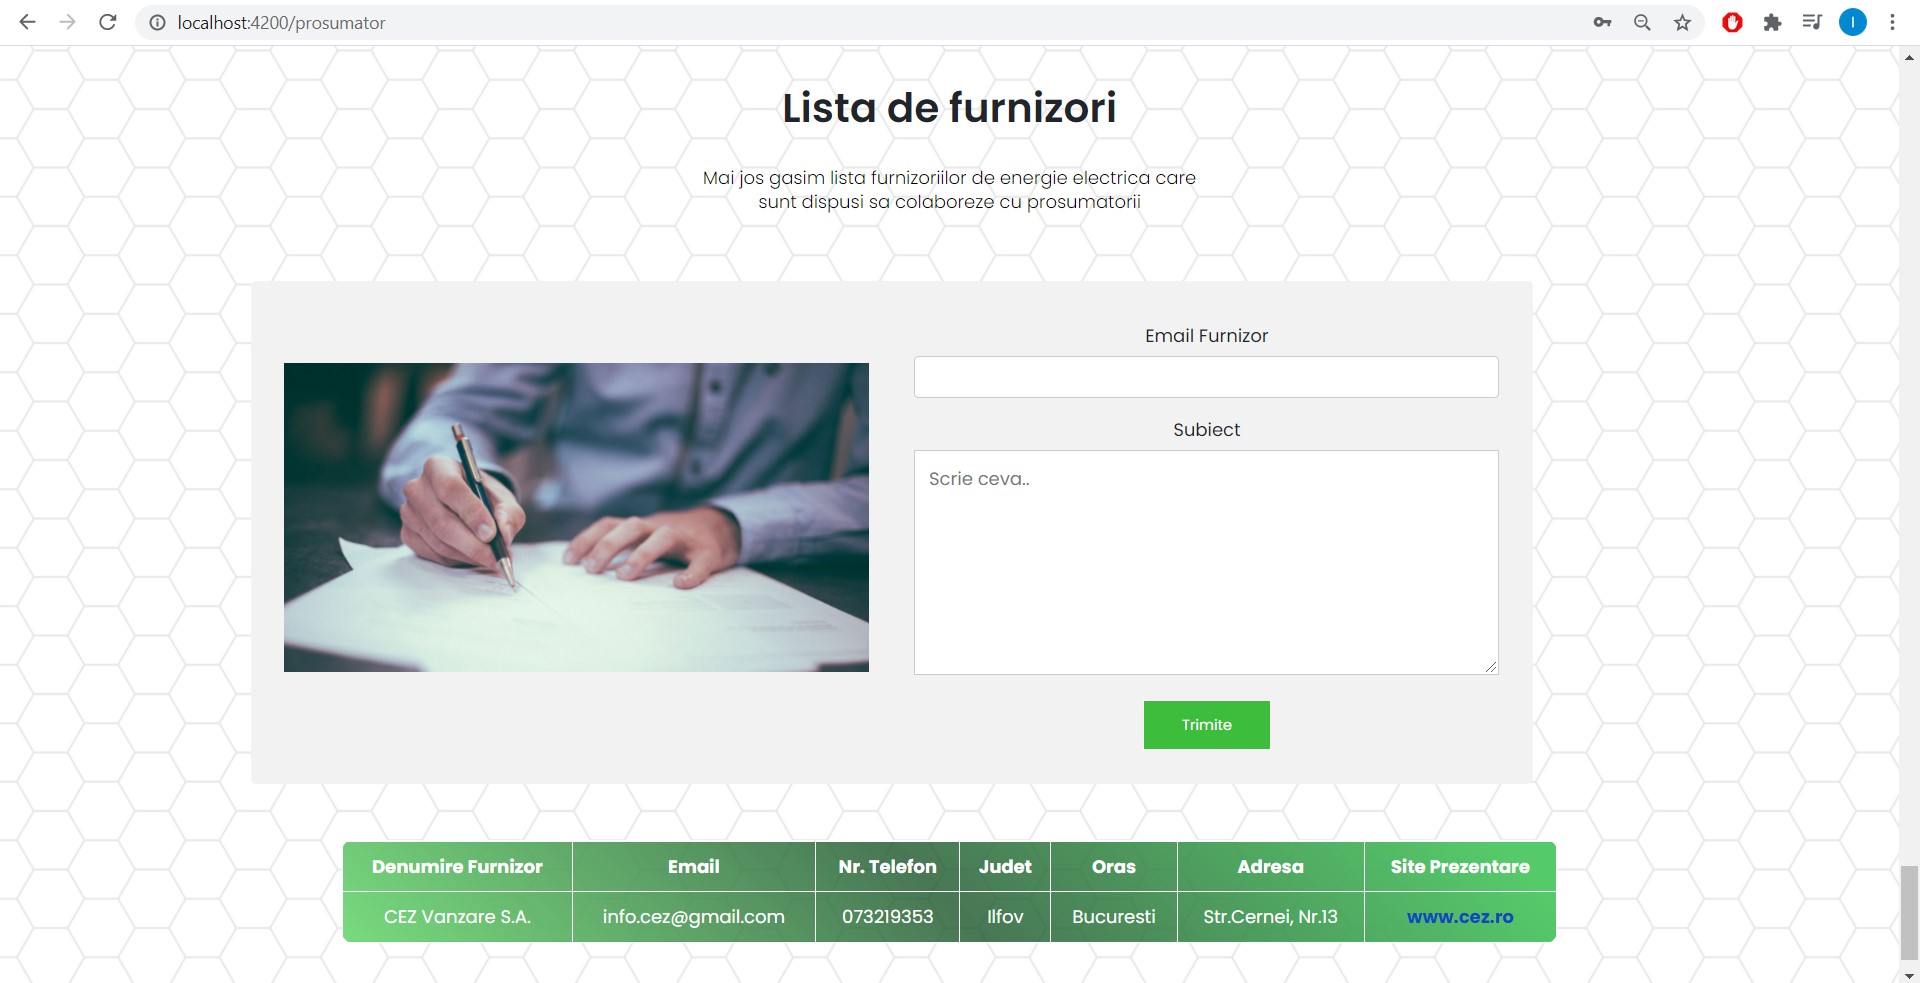 localhost:4200/prosumator
I
Lista de furnizori
Mai jos gasim lista furnizoriilor de energie electrica care
sunt dispusi sa colaboreze cu prosumatorii
Email Furnizor
Subiect
Scrie ceva..
Trimite
Denumire Furnizor Email Nr. Telefon Judet Oras Adresa Site Prezentare
CEZ Vanzare S.A. info.cez@gmail.com 073219353 Ilfov Bucuresti Str.Cernei, Nr.13 www.cez.ro